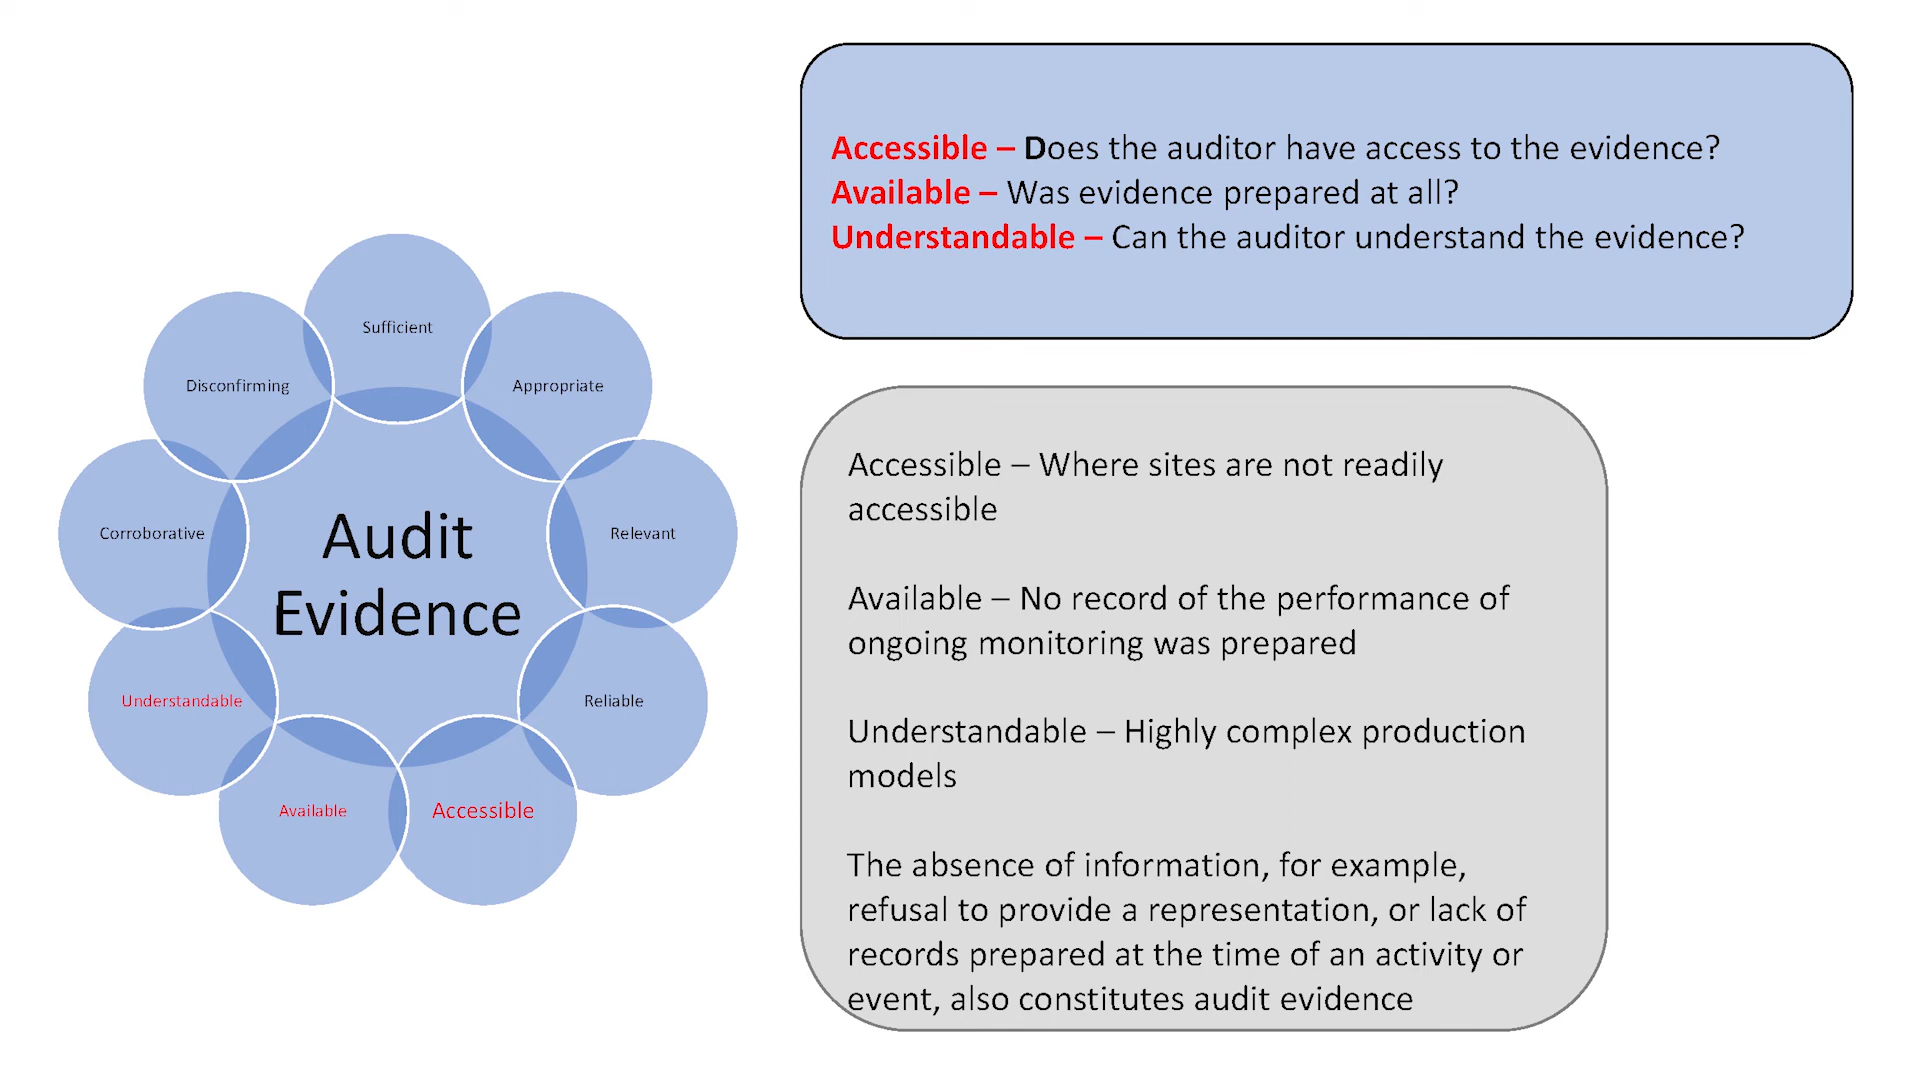 Sufficient
Disconfirming
Appropriate
Corroborative
Relevant
Audit
Evidence
Understandable
Reliable
Available
Accessible
Accessible – Does the auditor have access to the evidence?
Available – Was evidence prepared at all?
Understandable – Can the auditor understand the evidence?
Accessible – Where sites are not readily
accessible
Available – No record of the performance of
ongoing monitoring was prepared
Understandable – Highly complex production
models
The absence of information, for example,
refusal to provide a representation, or lack of
records prepared at the time of an activity or
event, also constitutes audit evidence